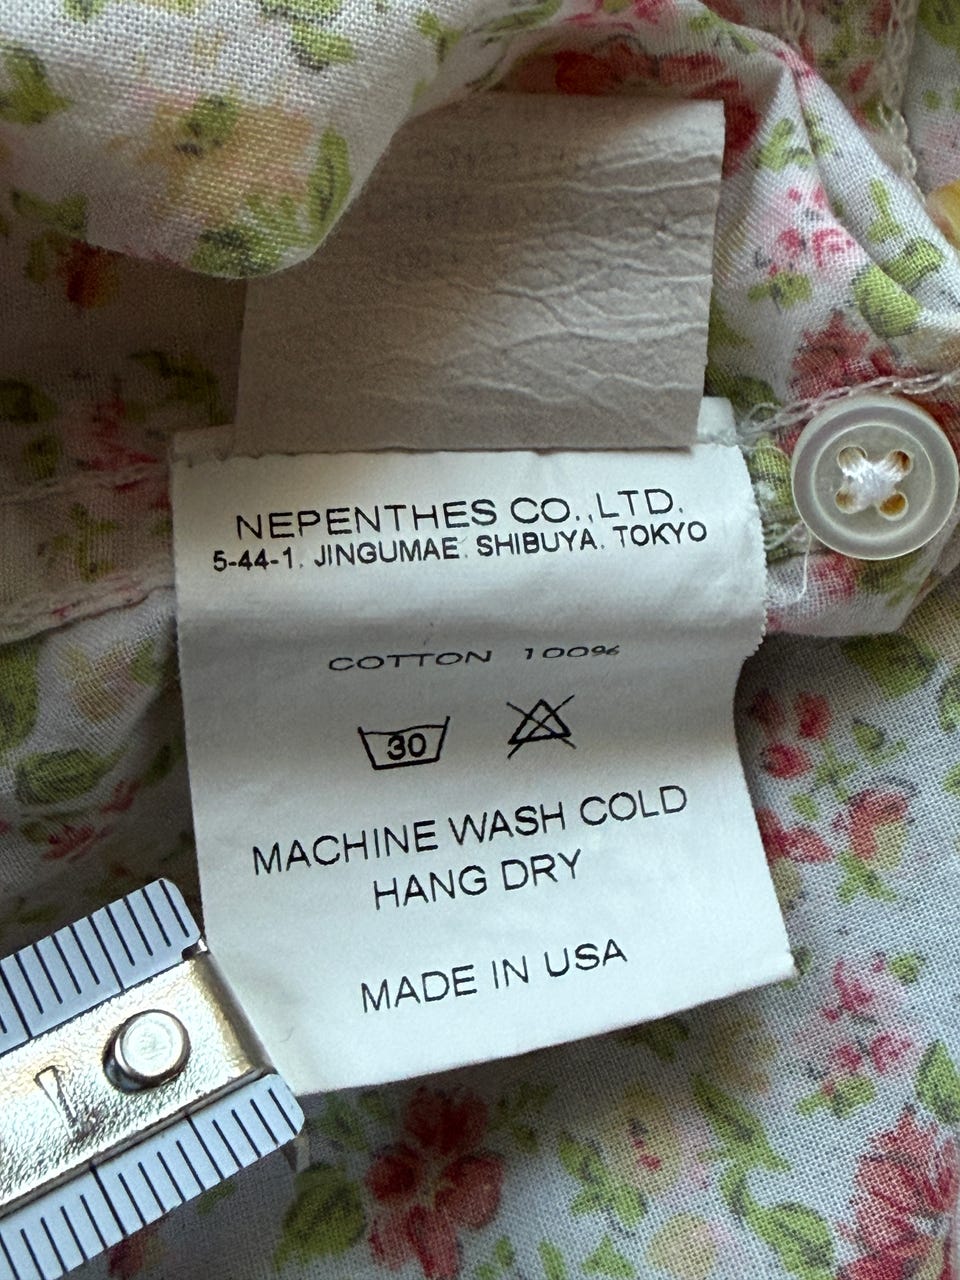 NEPENTHES CO.,LTD.
5-44-1. JINGUMAE. SHIBUYA. TOKYO
COTTON 100%
30
MACHINE WASH COLD
HANG DRY
MADE IN USA
1